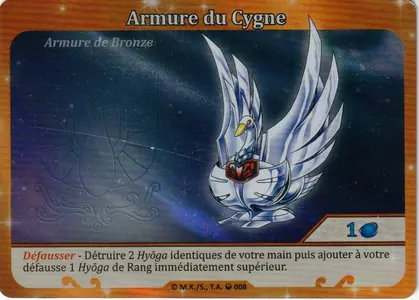 Armure du Cygne
Armure de Bronze
1
Défausser - Détruire 2 Hyôga identiques de votre main puis ajouter à votre
défausse 1 Hyôga de Rang immédiatement supérieur.
© M.K./S., T.A. 008